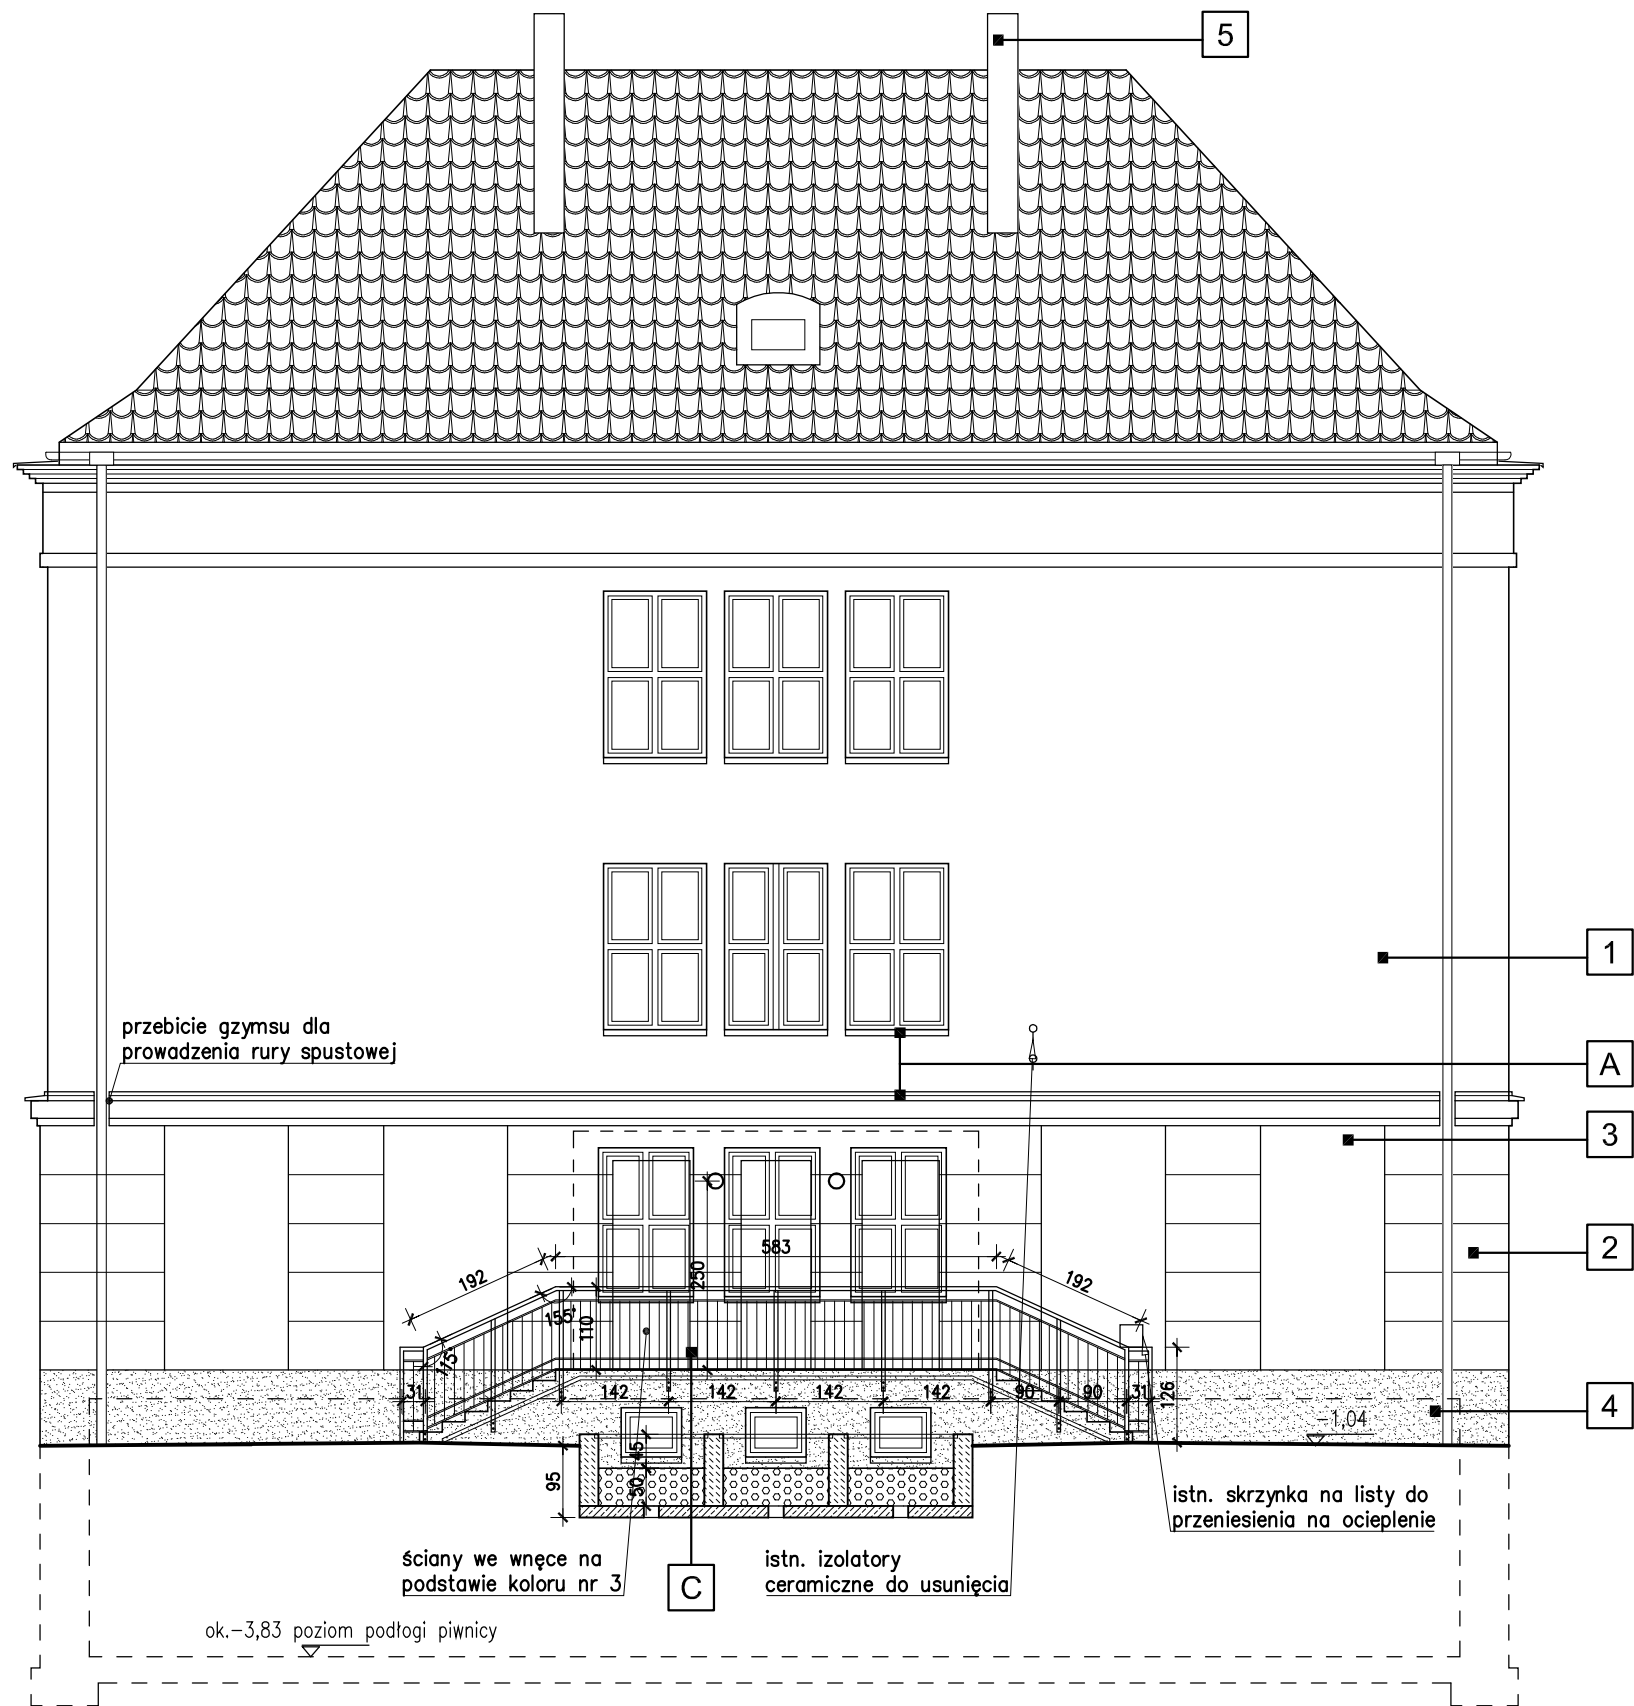 5
1
przebicie gzymsu dla
prowadzenia rury spustowej
A
3
2
583
192
192
250
155°
110
115°
31
142
142
142
142
90
90
31
126
-1,04
4
45
95
50
istn. skrzynka na listy do
przeniesienia na ocieplenie
ściany we wnęce na
podstawie koloru nr 3
C
istn. izolatory
ceramiczne do usunięcia
ok.-3,83 poziom podłogi piwnicy